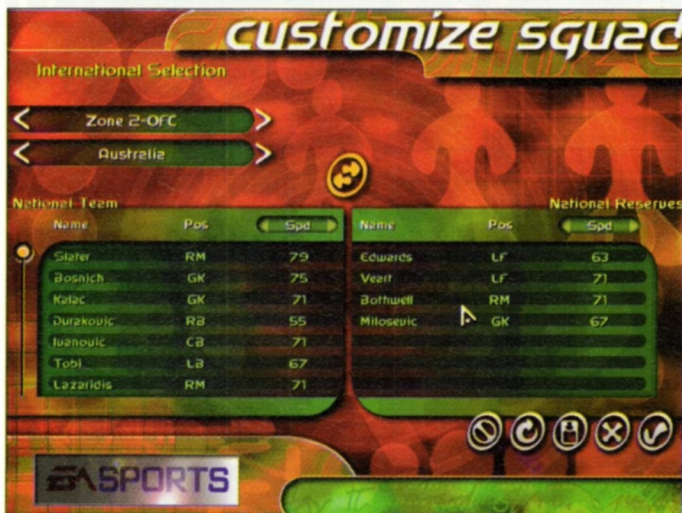 customize squad
International Selection
< Zone 2-OFC >
< Australia >
National Team
National Reserves
Name Pos Spd
Name Pos Spd
Slater RM 79
Edwards LF 63
Bosnich GK 75
Veart LF 71
Kalac GK 71
Bothwell RM 71
Durakovic RB 55
Milosevic GK 67
Ivanovic CB 71
Tobi LB 67
Lazaridis RM 71
EA SPORTS